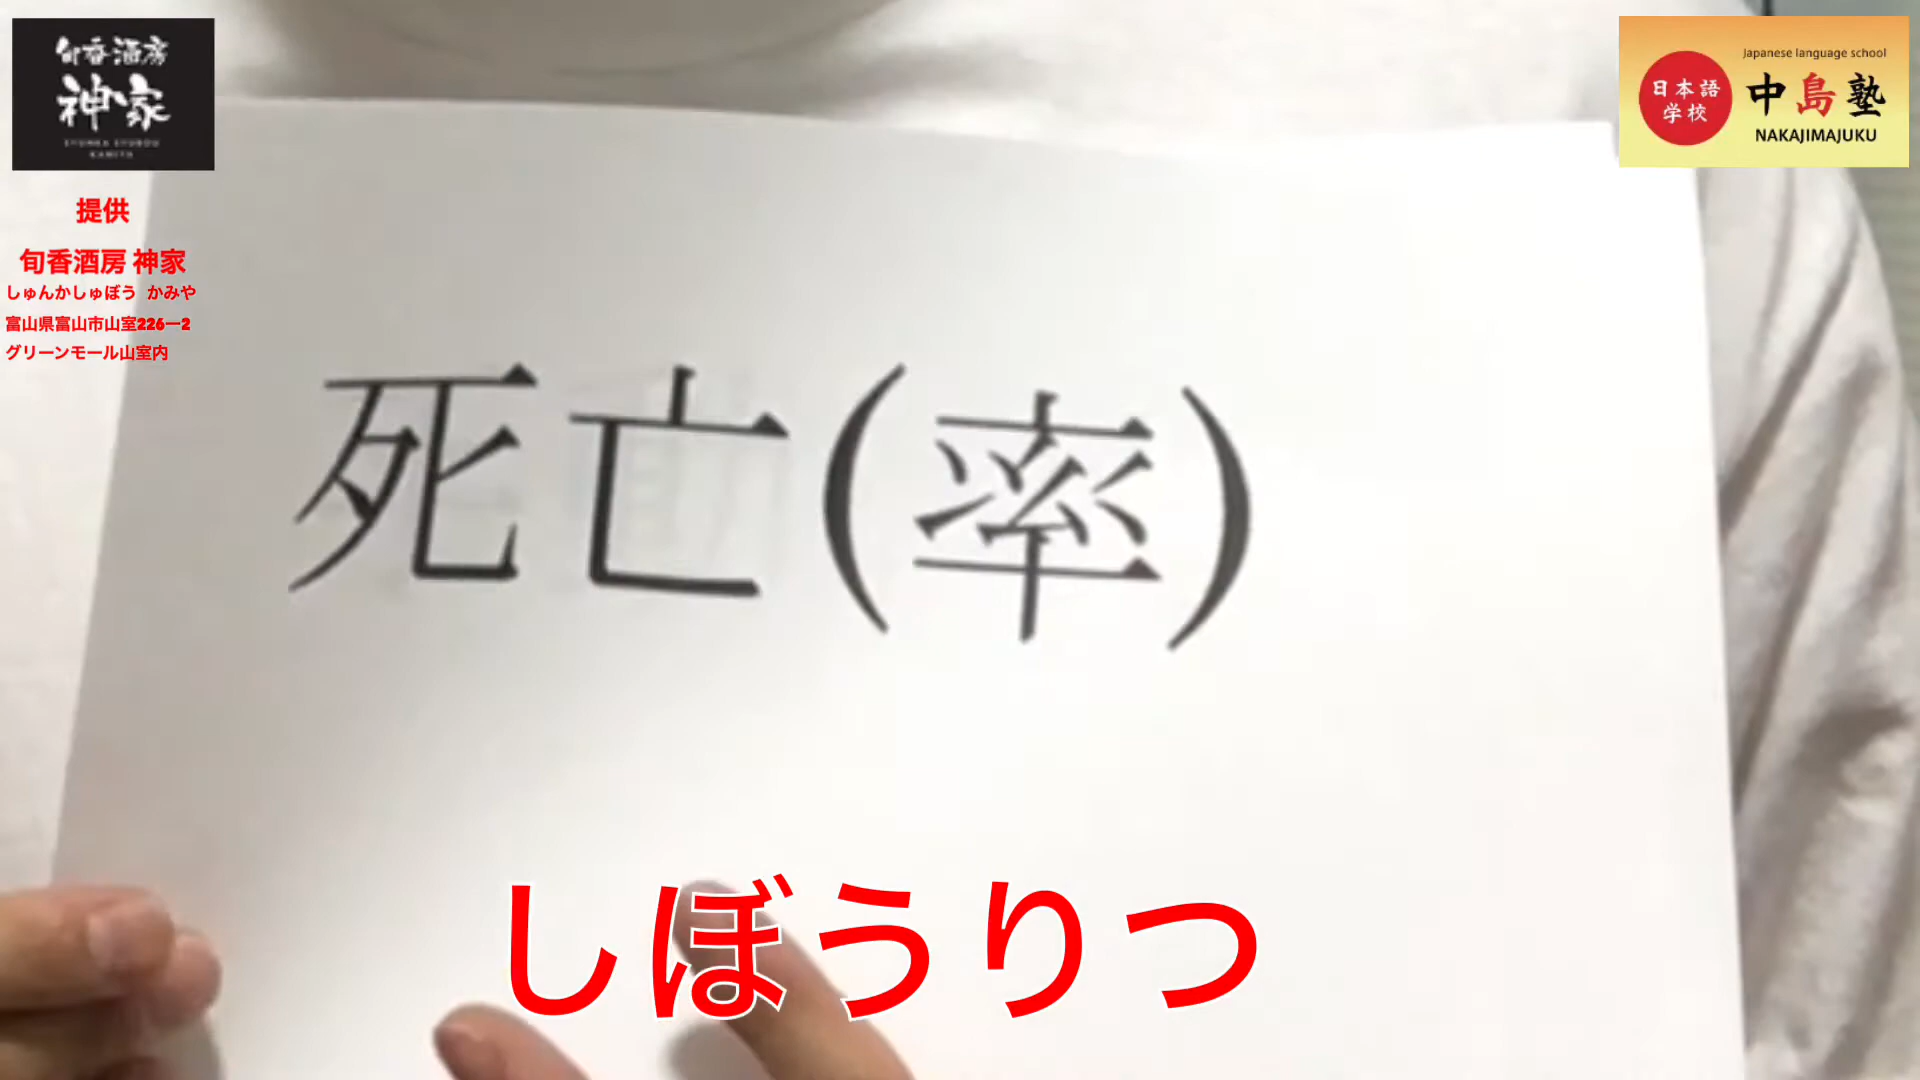 旬香酒房
神家
SYUNKA SYUBOU
KAMIYA
提供
旬香酒房 神家
しゅんかしゅぼう かみや
富山県富山市山室226ー2
グリーンモール山室内
Japanese language school
日本語
学校
中島塾
NAKAJIMAJUKU
死亡(率)
しぼうりつ